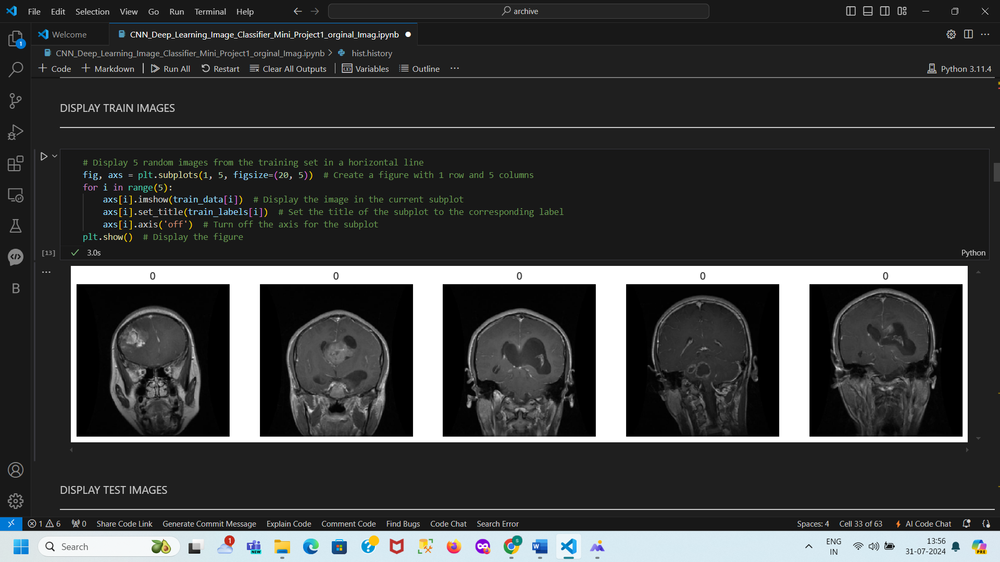 File Edit Selection View Go Run Terminal Help
archive
Welcome
CNN_Deep_Learning_Image_Classifier_Mini_Project1_orginal_Imag.ipynb
1
CNN_Deep_Learning_Image_Classifier_Mini_Project1_orginal_Imag.ipynb > hist.history
+ Code + Markdown | Run All Restart Clear All Outputs | Variables Outline ...
Python 3.11.4
DISPLAY TRAIN IMAGES
# Display 5 random images from the training set in a horizontal line
fig, axs = plt.subplots(1, 5, figsize=(20, 5))  # Create a figure with 1 row and 5 columns
for i in range(5):
    axs[i].imshow(train_data[i])  # Display the image in the current subplot
    axs[i].set_title(train_labels[i])  # Set the title of the subplot to the corresponding label
    axs[i].axis('off')  # Turn off the axis for the subplot
plt.show()  # Display the figure
[13] 3.0s
Python
0 0 0 0 0
B
DISPLAY TEST IMAGES
1 6 0 Share Code Link Generate Commit Message Explain Code Comment Code Find Bugs Code Chat Search Error
Spaces: 4 Cell 33 of 63 AI Code Chat
Search
1
NEW
S
ENG
IN
13:56
31-07-2024
PRE